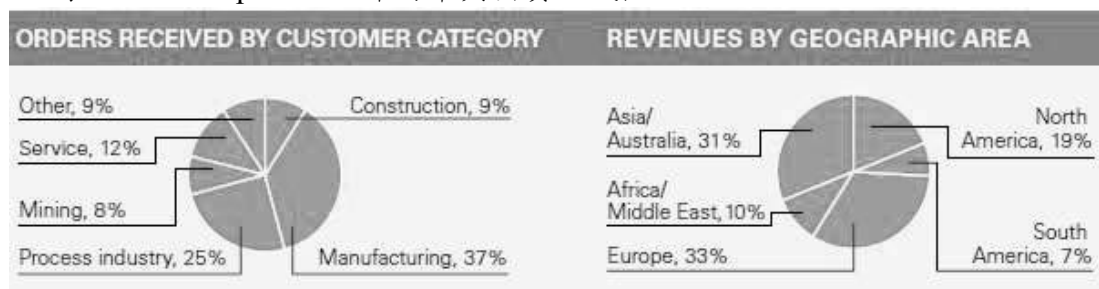 ORDERS RECEIVED BY CUSTOMER CATEGORY
Other, 9%
Construction, 9%
Service, 12%
Mining, 8%
Process industry, 25%
Manufacturing, 37%
REVENUES BY GEOGRAPHIC AREA
Asia/
Australia, 31%
North
America, 19%
Africa/
Middle East, 10%
South
America, 7%
Europe, 33%